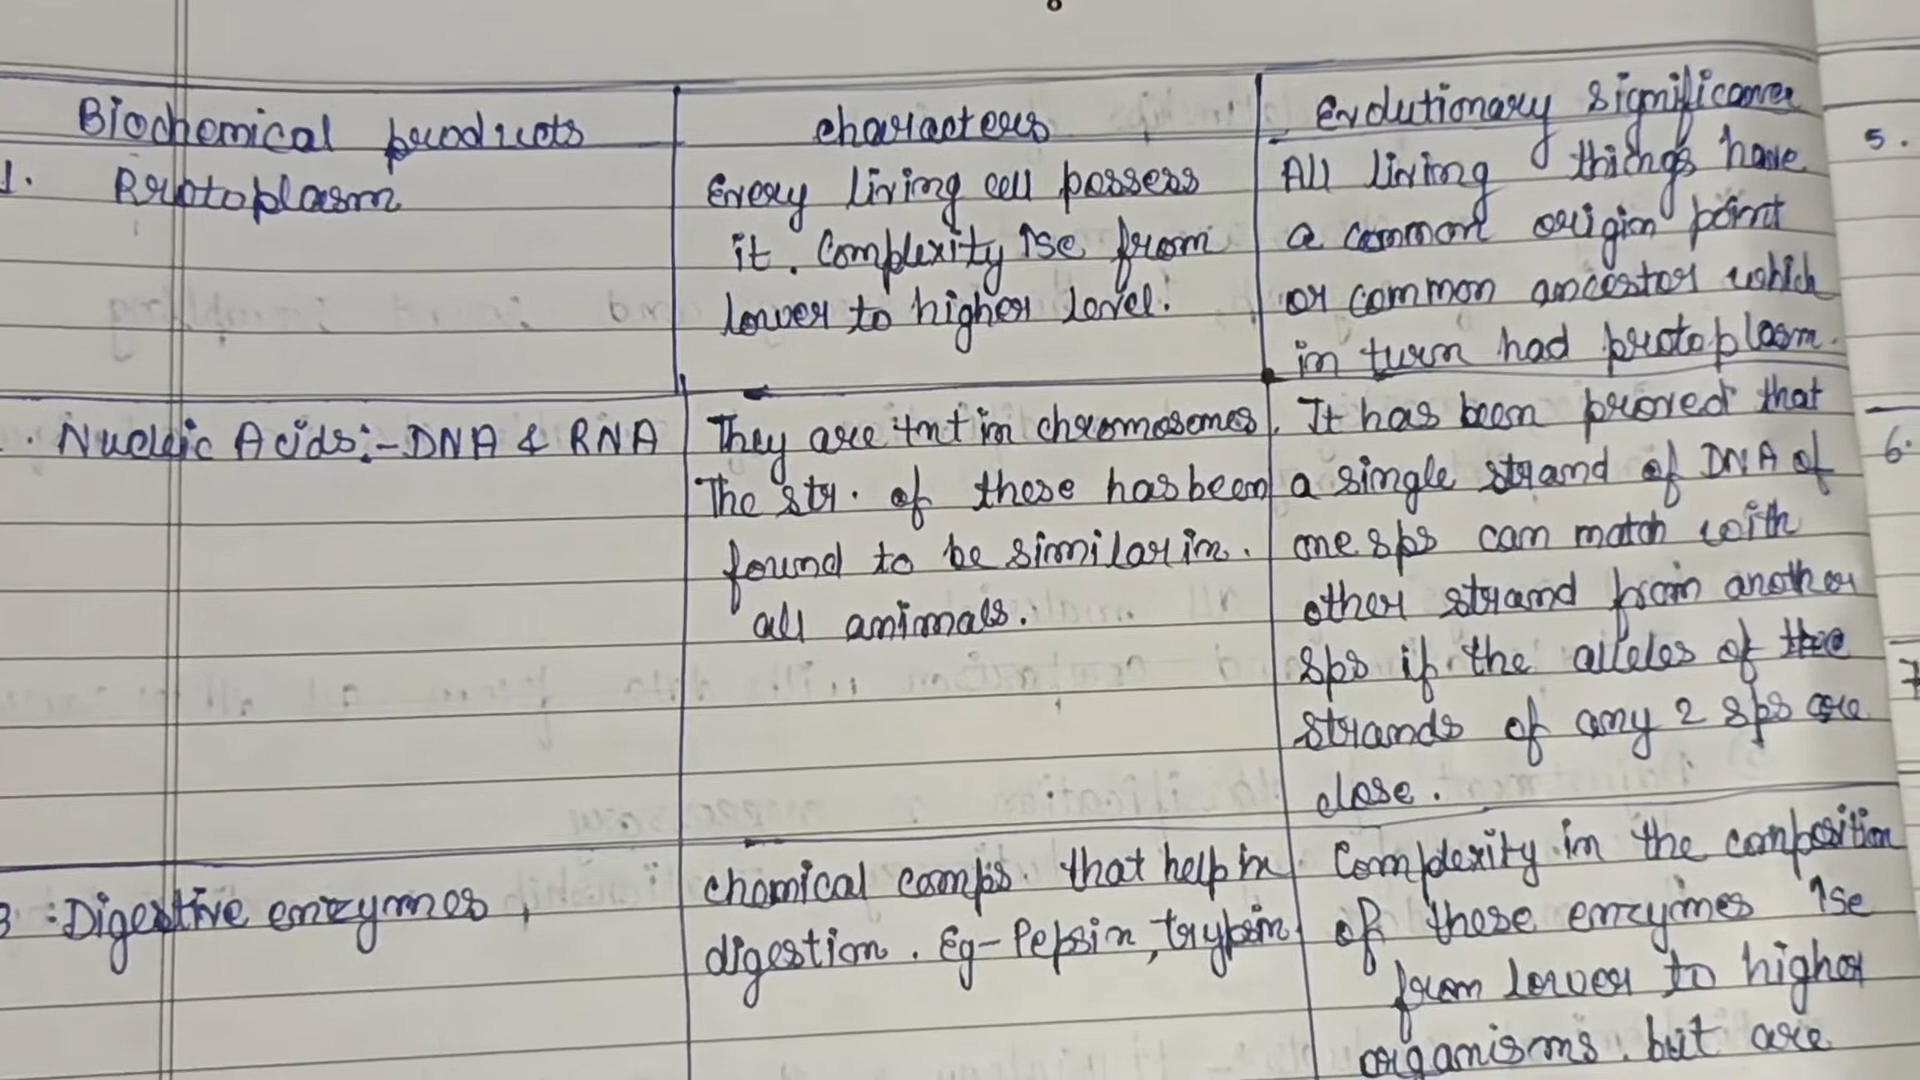 Biochemical products characters Evolutionary significance
1. Protoplasm
Every living cell possess
it. Complexity ↑se from
lower to higher level.
All living things have
a common origin point
or common ancestor which
in turn had protoplasm.
. Nucleic Acids:- DNA & RNA
They are +nt in chromosomes.
The str. of these has been
found to be similar in.
all animals.
It has been proved that
a single strand of DNA of
one sps can match with
other strand from another
sps if the alleles of the
strands of any 2 sps are
close.
3 :Digestive enzymes,
chemical comps. that help in
digestion. Eg- Pepsin, trypsin
Complexity in the composition
of these enzymes ↑se
from lower to higher
organisms. but are
5.
6.
7